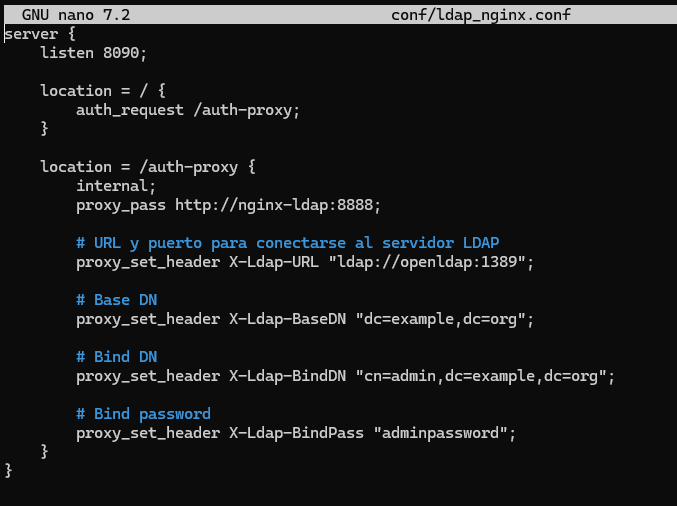 GNU nano 7.2 conf/ldap_nginx.conf
server {
    listen 8090;

    location = / {
        auth_request /auth-proxy;
    }

    location = /auth-proxy {
        internal;
        proxy_pass http://nginx-ldap:8888;

        # URL y puerto para conectarse al servidor LDAP
        proxy_set_header X-Ldap-URL "ldap://openldap:1389";

        # Base DN
        proxy_set_header X-Ldap-BaseDN "dc=example,dc=org";

        # Bind DN
        proxy_set_header X-Ldap-BindDN "cn=admin,dc=example,dc=org";

        # Bind password
        proxy_set_header X-Ldap-BindPass "adminpassword";
    }
}